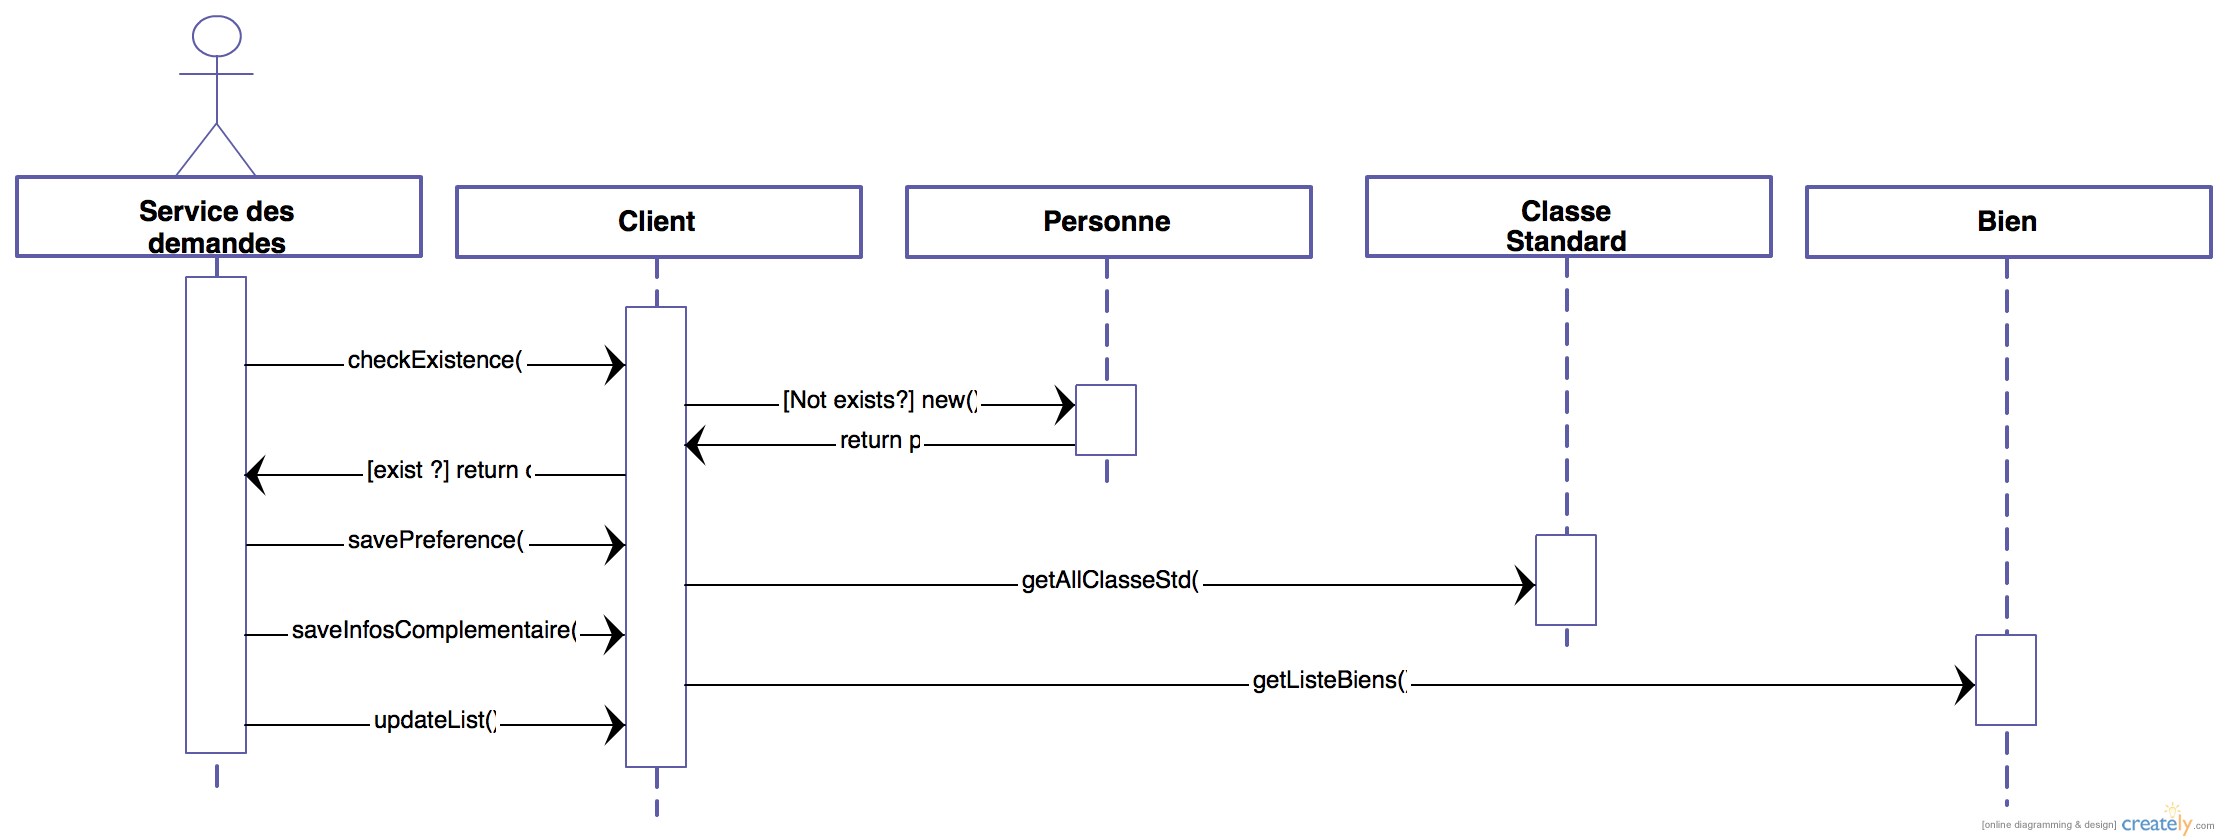 Service des
demandes
Client
Personne
Classe
Standard
Bien
checkExistence(
[Not exists?] new()
return p
[exist ?] return c
savePreference(
getAllClasseStd(
saveInfosComplementaire(
getListeBiens()
updateList()
[online diagramming & design] creately.com